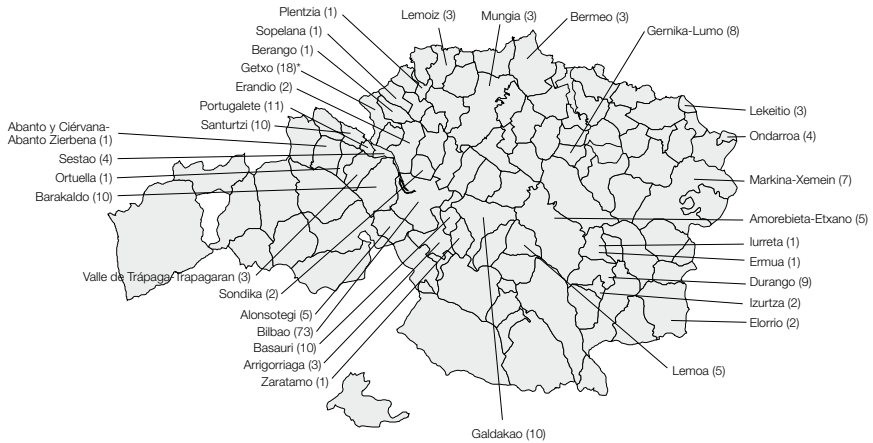 Plentzia (1)
Lemoiz (3)
Mungia (3)
Bermeo (3)
Sopelana (1)
Gernika-Lumo (8)
Berango (1)
Getxo (18)*
Erandio (2)
Portugalete (11)
Santurtzi (10)
Lekeitio (3)
Abanto y Ciérvana-
Abanto Zierbena (1)
Ondarroa (4)
Sestao (4)
Ortuella (1)
Markina-Xemein (7)
Barakaldo (10)
Amorebieta-Etxano (5)
Iurreta (1)
Ermua (1)
Valle de Trápaga-Trapagaran (3)
Durango (9)
Sondika (2)
Izurtza (2)
Alonsotegi (5)
Elorrio (2)
Bilbao (73)
Basauri (10)
Arrigorriaga (3)
Lemoa (5)
Zaratamo (1)
Galdakao (10)